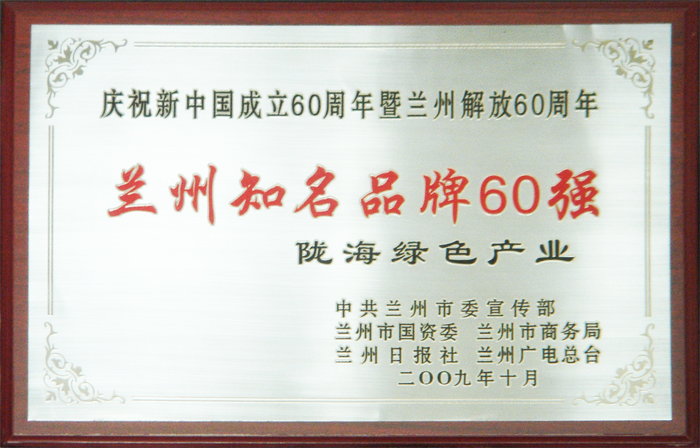 庆祝新中国成立60周年暨兰州解放60周年
兰州知名品牌60强
陇海绿色产业
中共兰州市委宣传部
兰州市国资委 兰州市商务局
兰州日报社 兰州广电总台
二〇〇九年十月